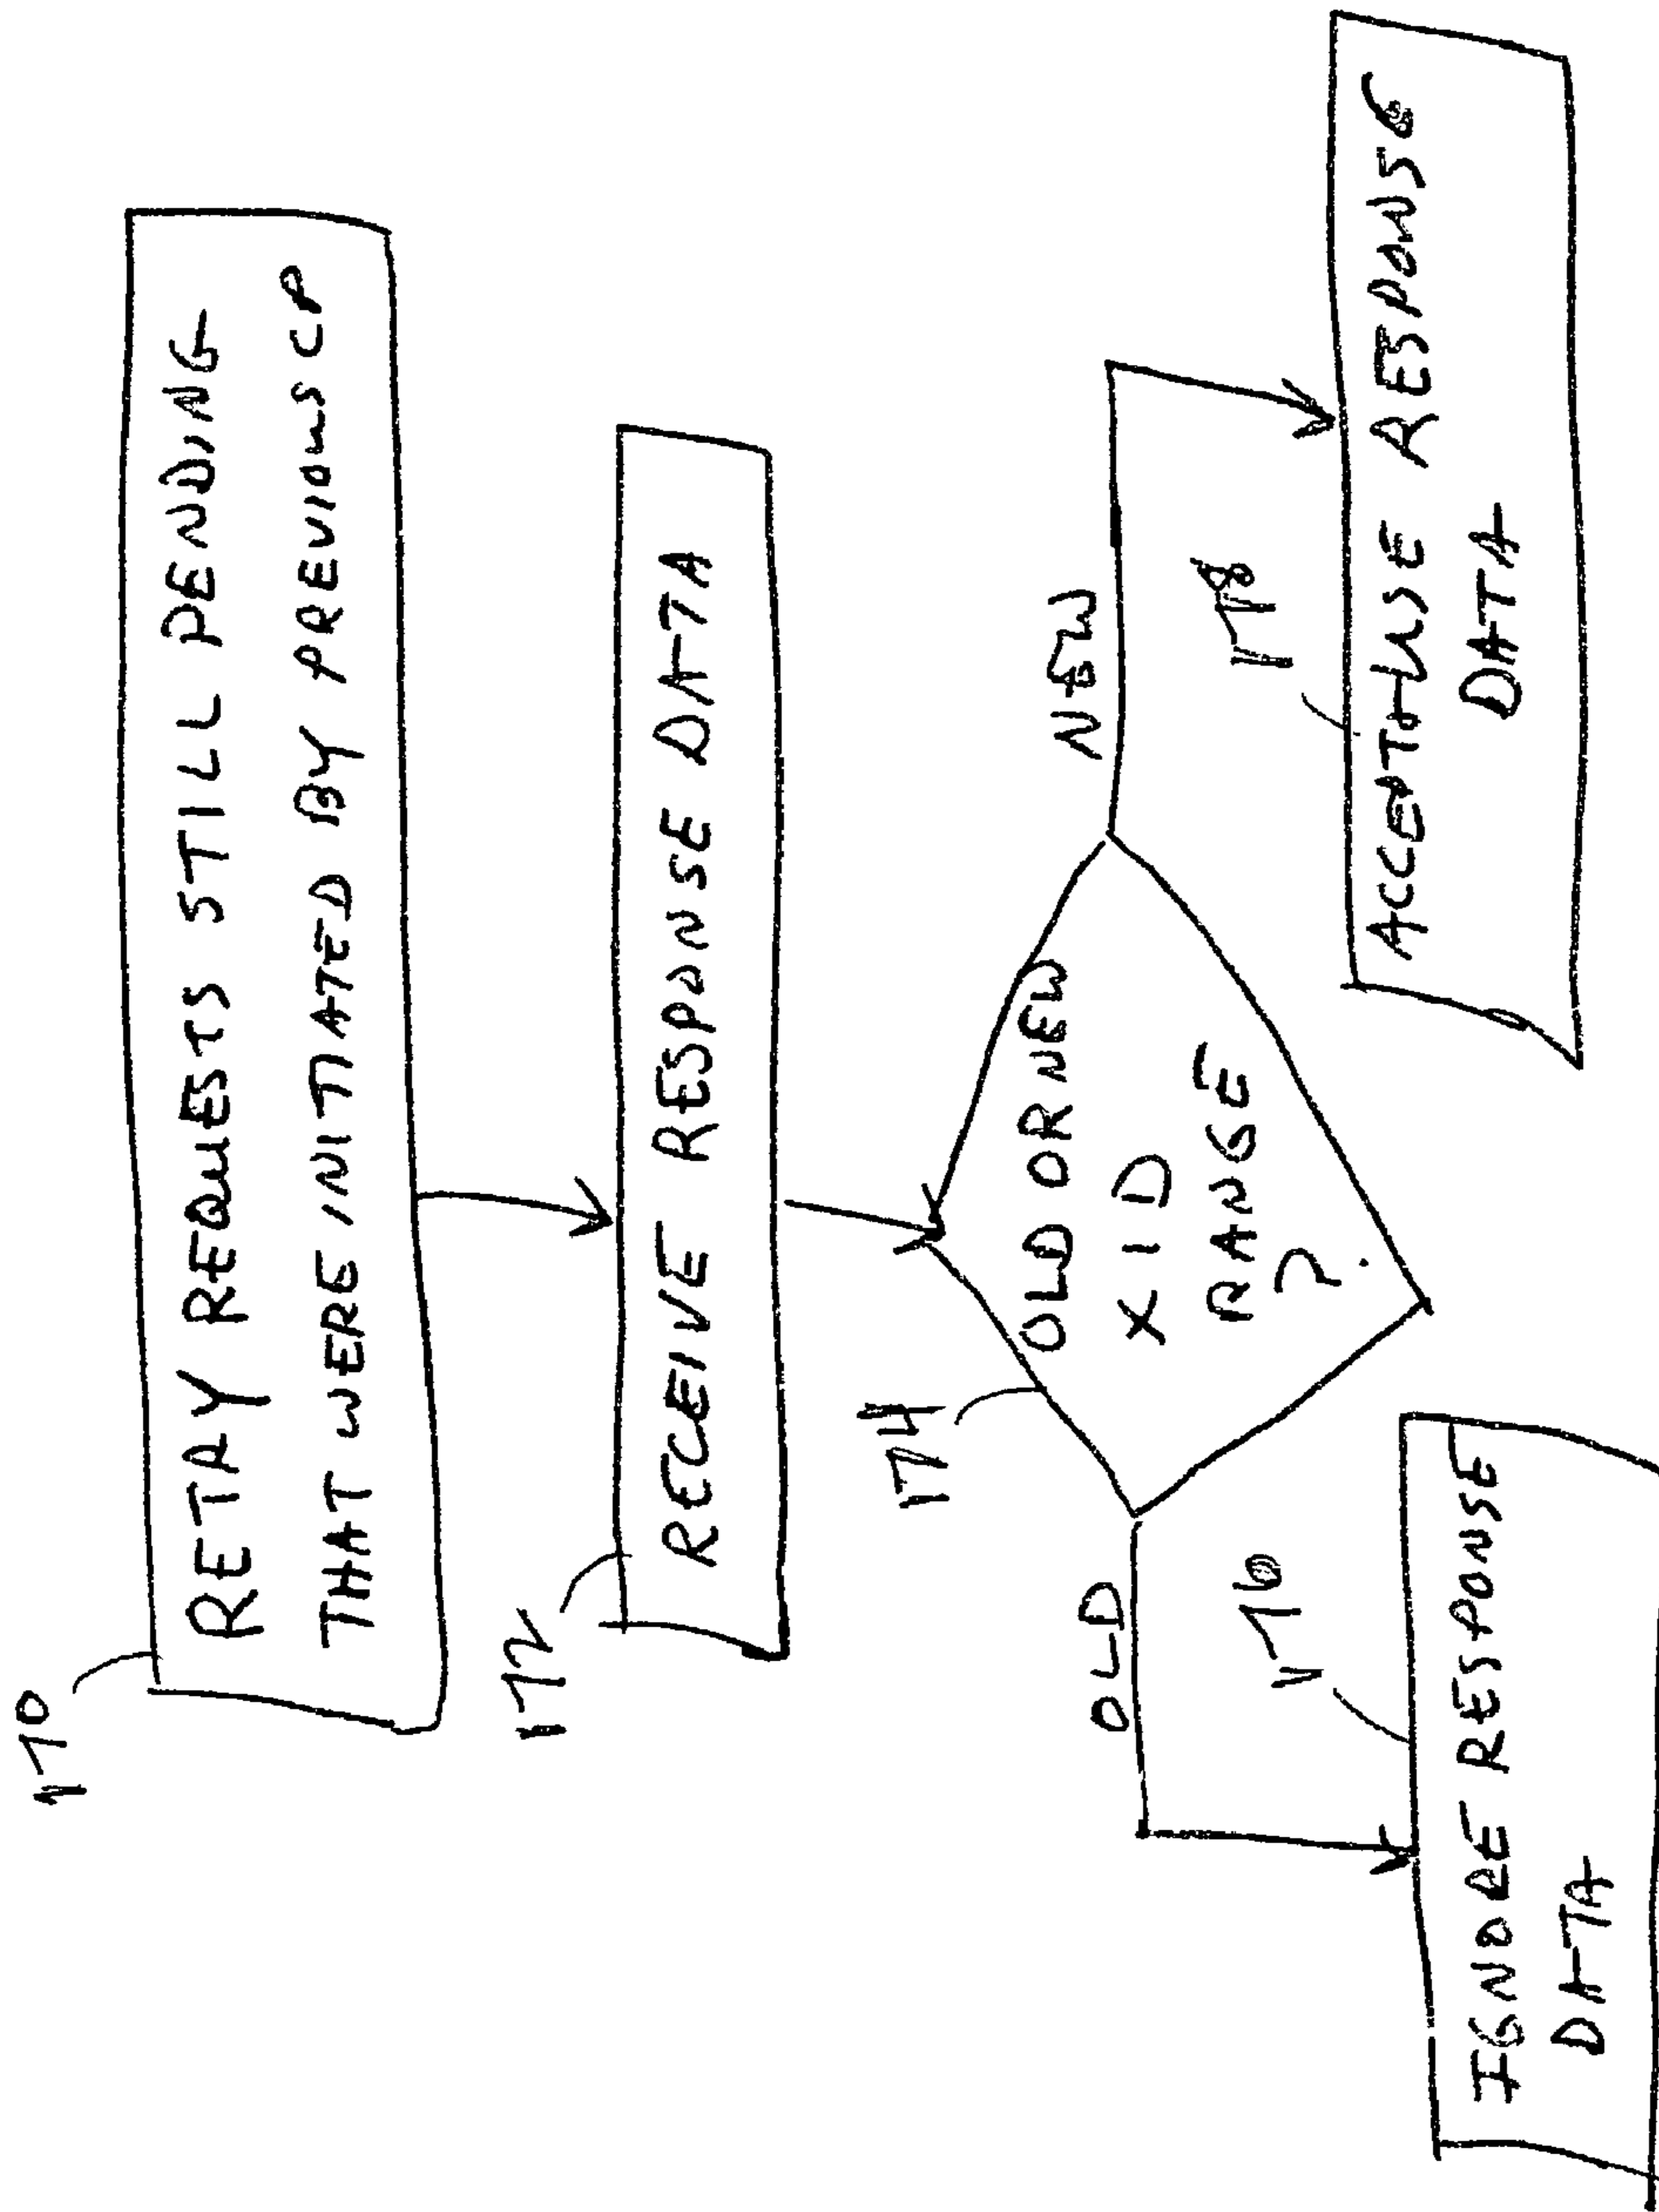 170
RETRY REQUESTS STILL PENDING
THAT WERE INITIATED BY PREVIOUS CP
172
RECEIVE RESPONSE DATA
174
OLD OR NEW
XID
RANGE
?
OLD
NEW
176
IGNORE RESPONSE
DATA
178
ACCEPT+USE RESPONSE
DATA